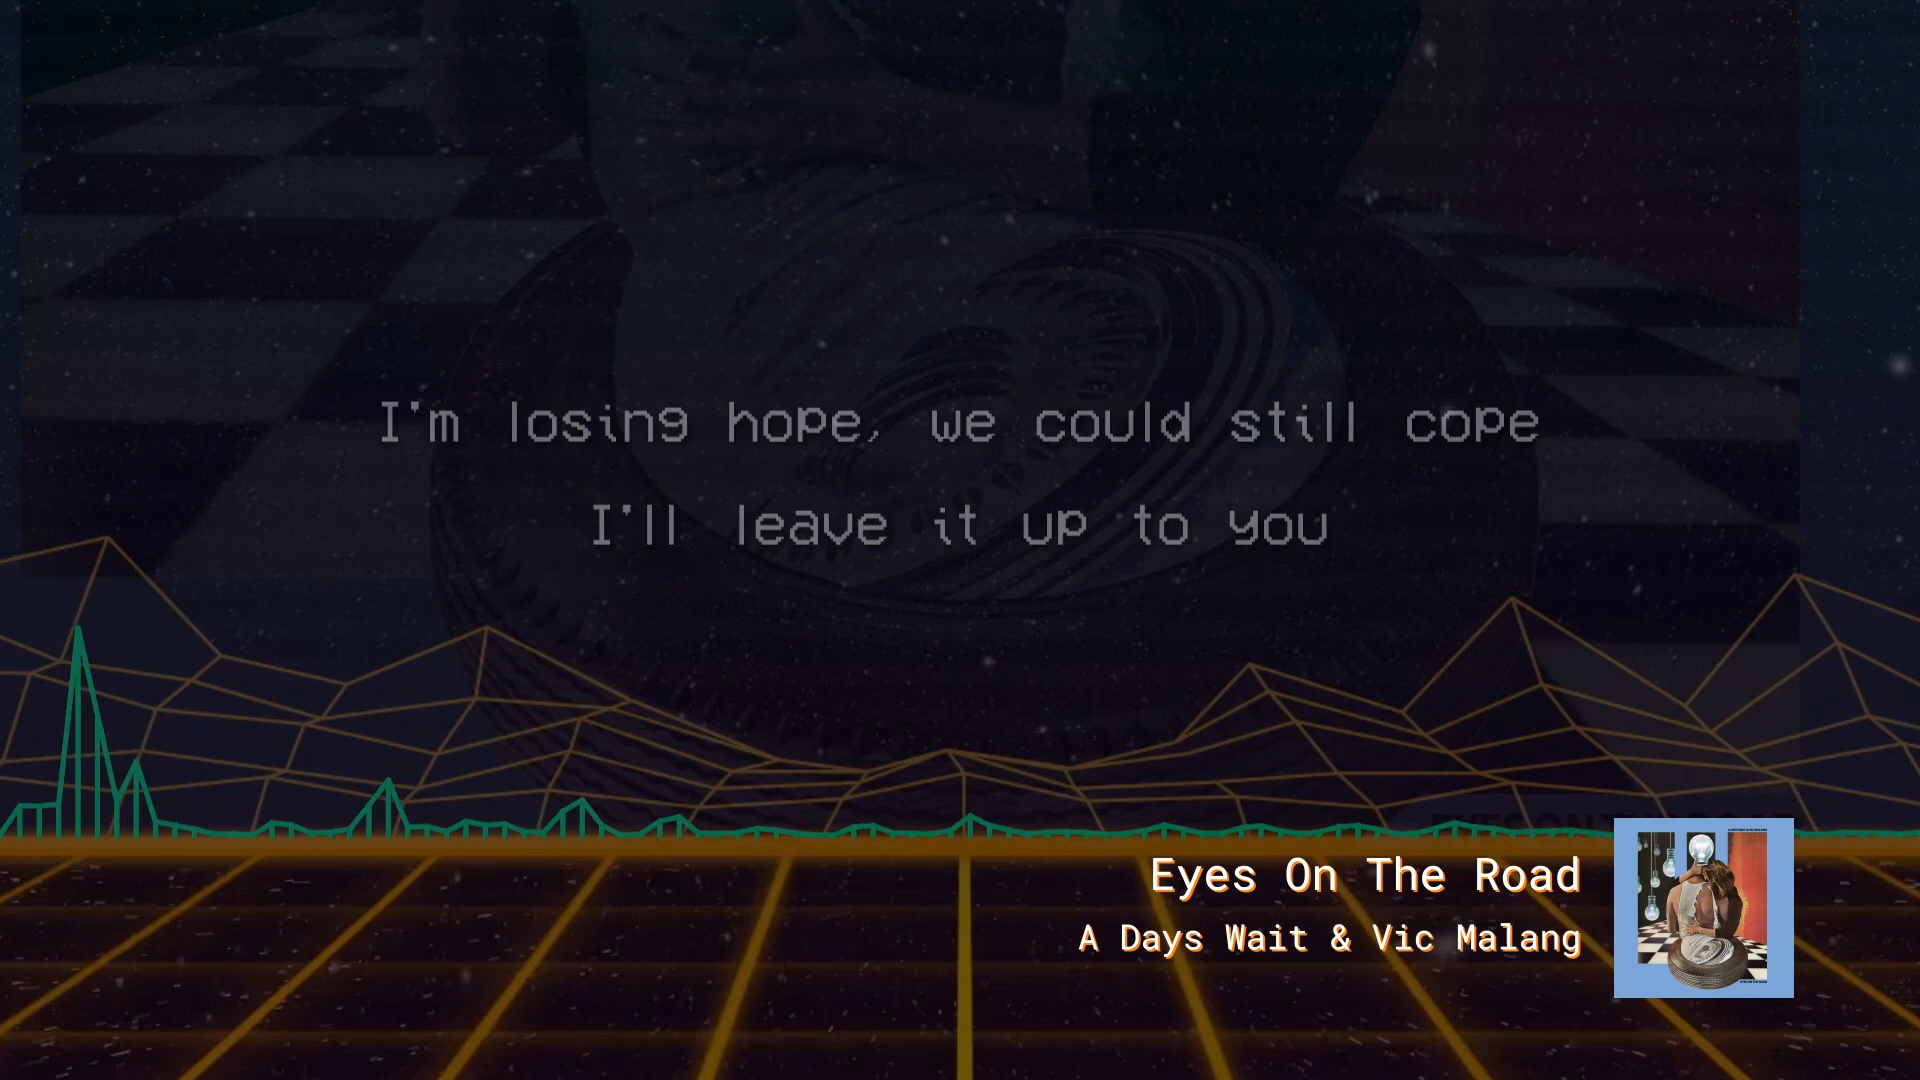 I'm losing hope, we could still cope
I'll leave it up to you
Eyes On The Road
A Days Wait & Vic Malang